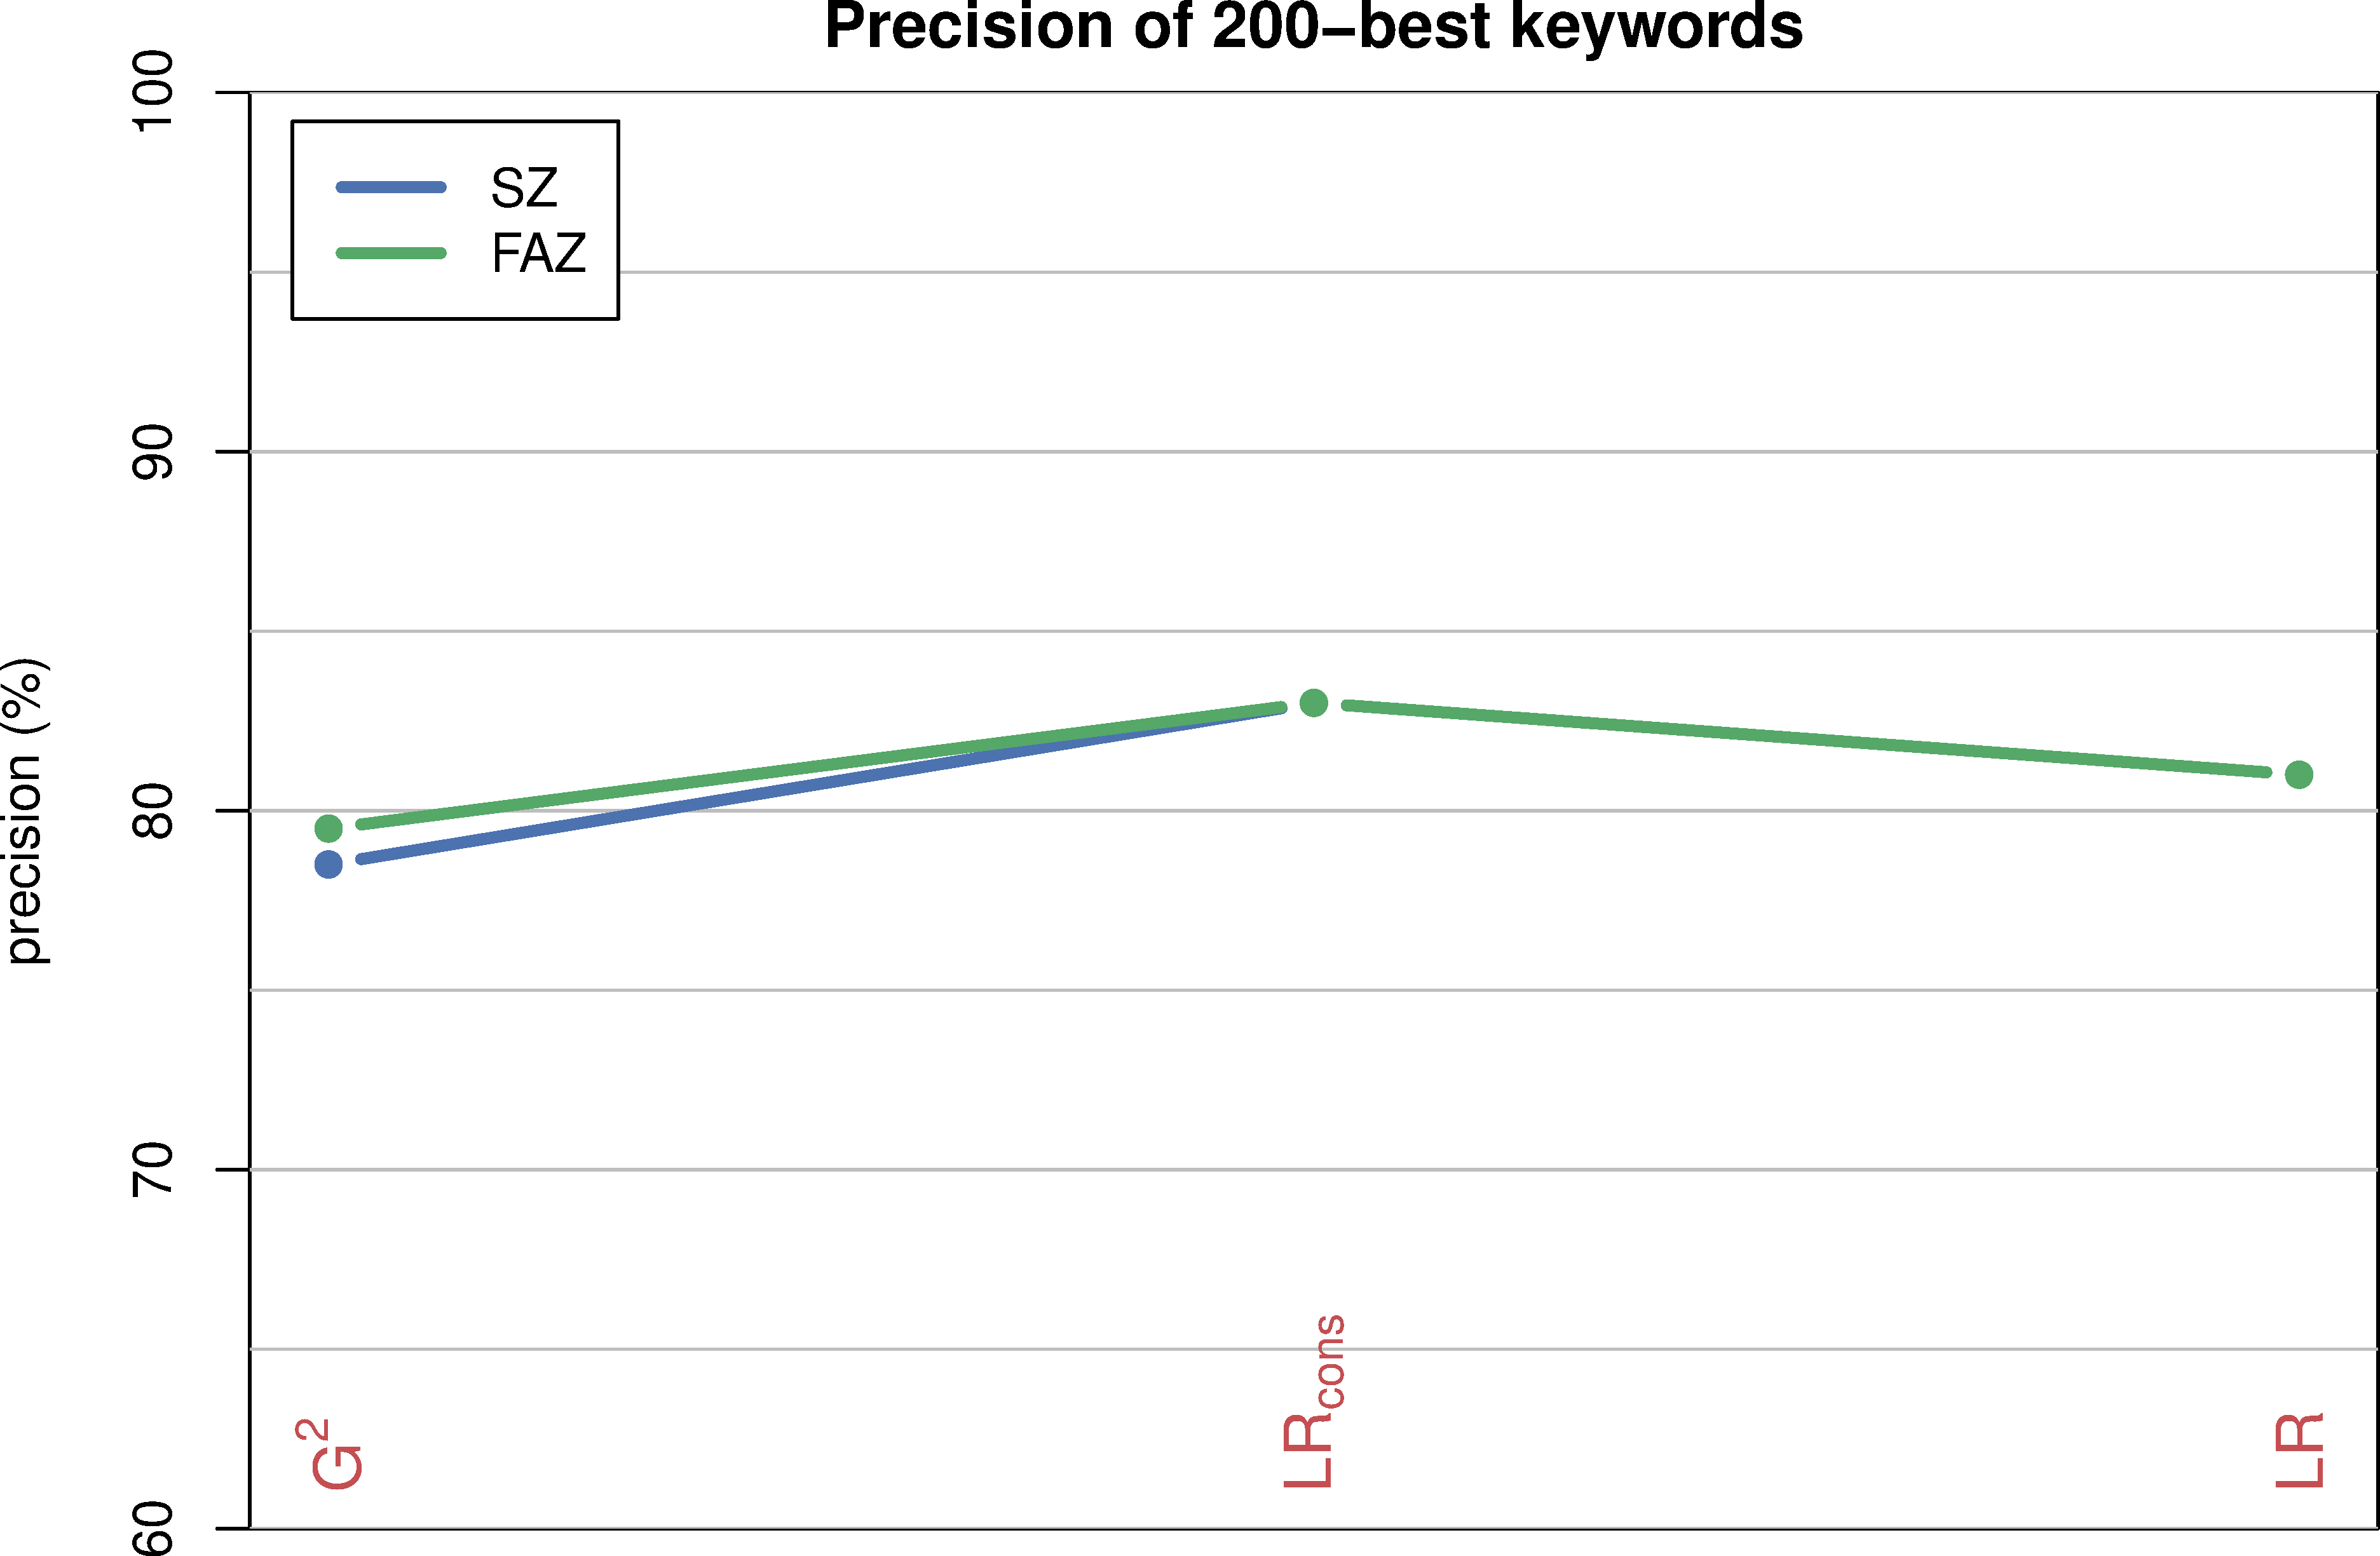 Precision of 200−best keywords
100
90
80
70
60
precision (%)
SZ
FAZ
G²
LRcons
LR